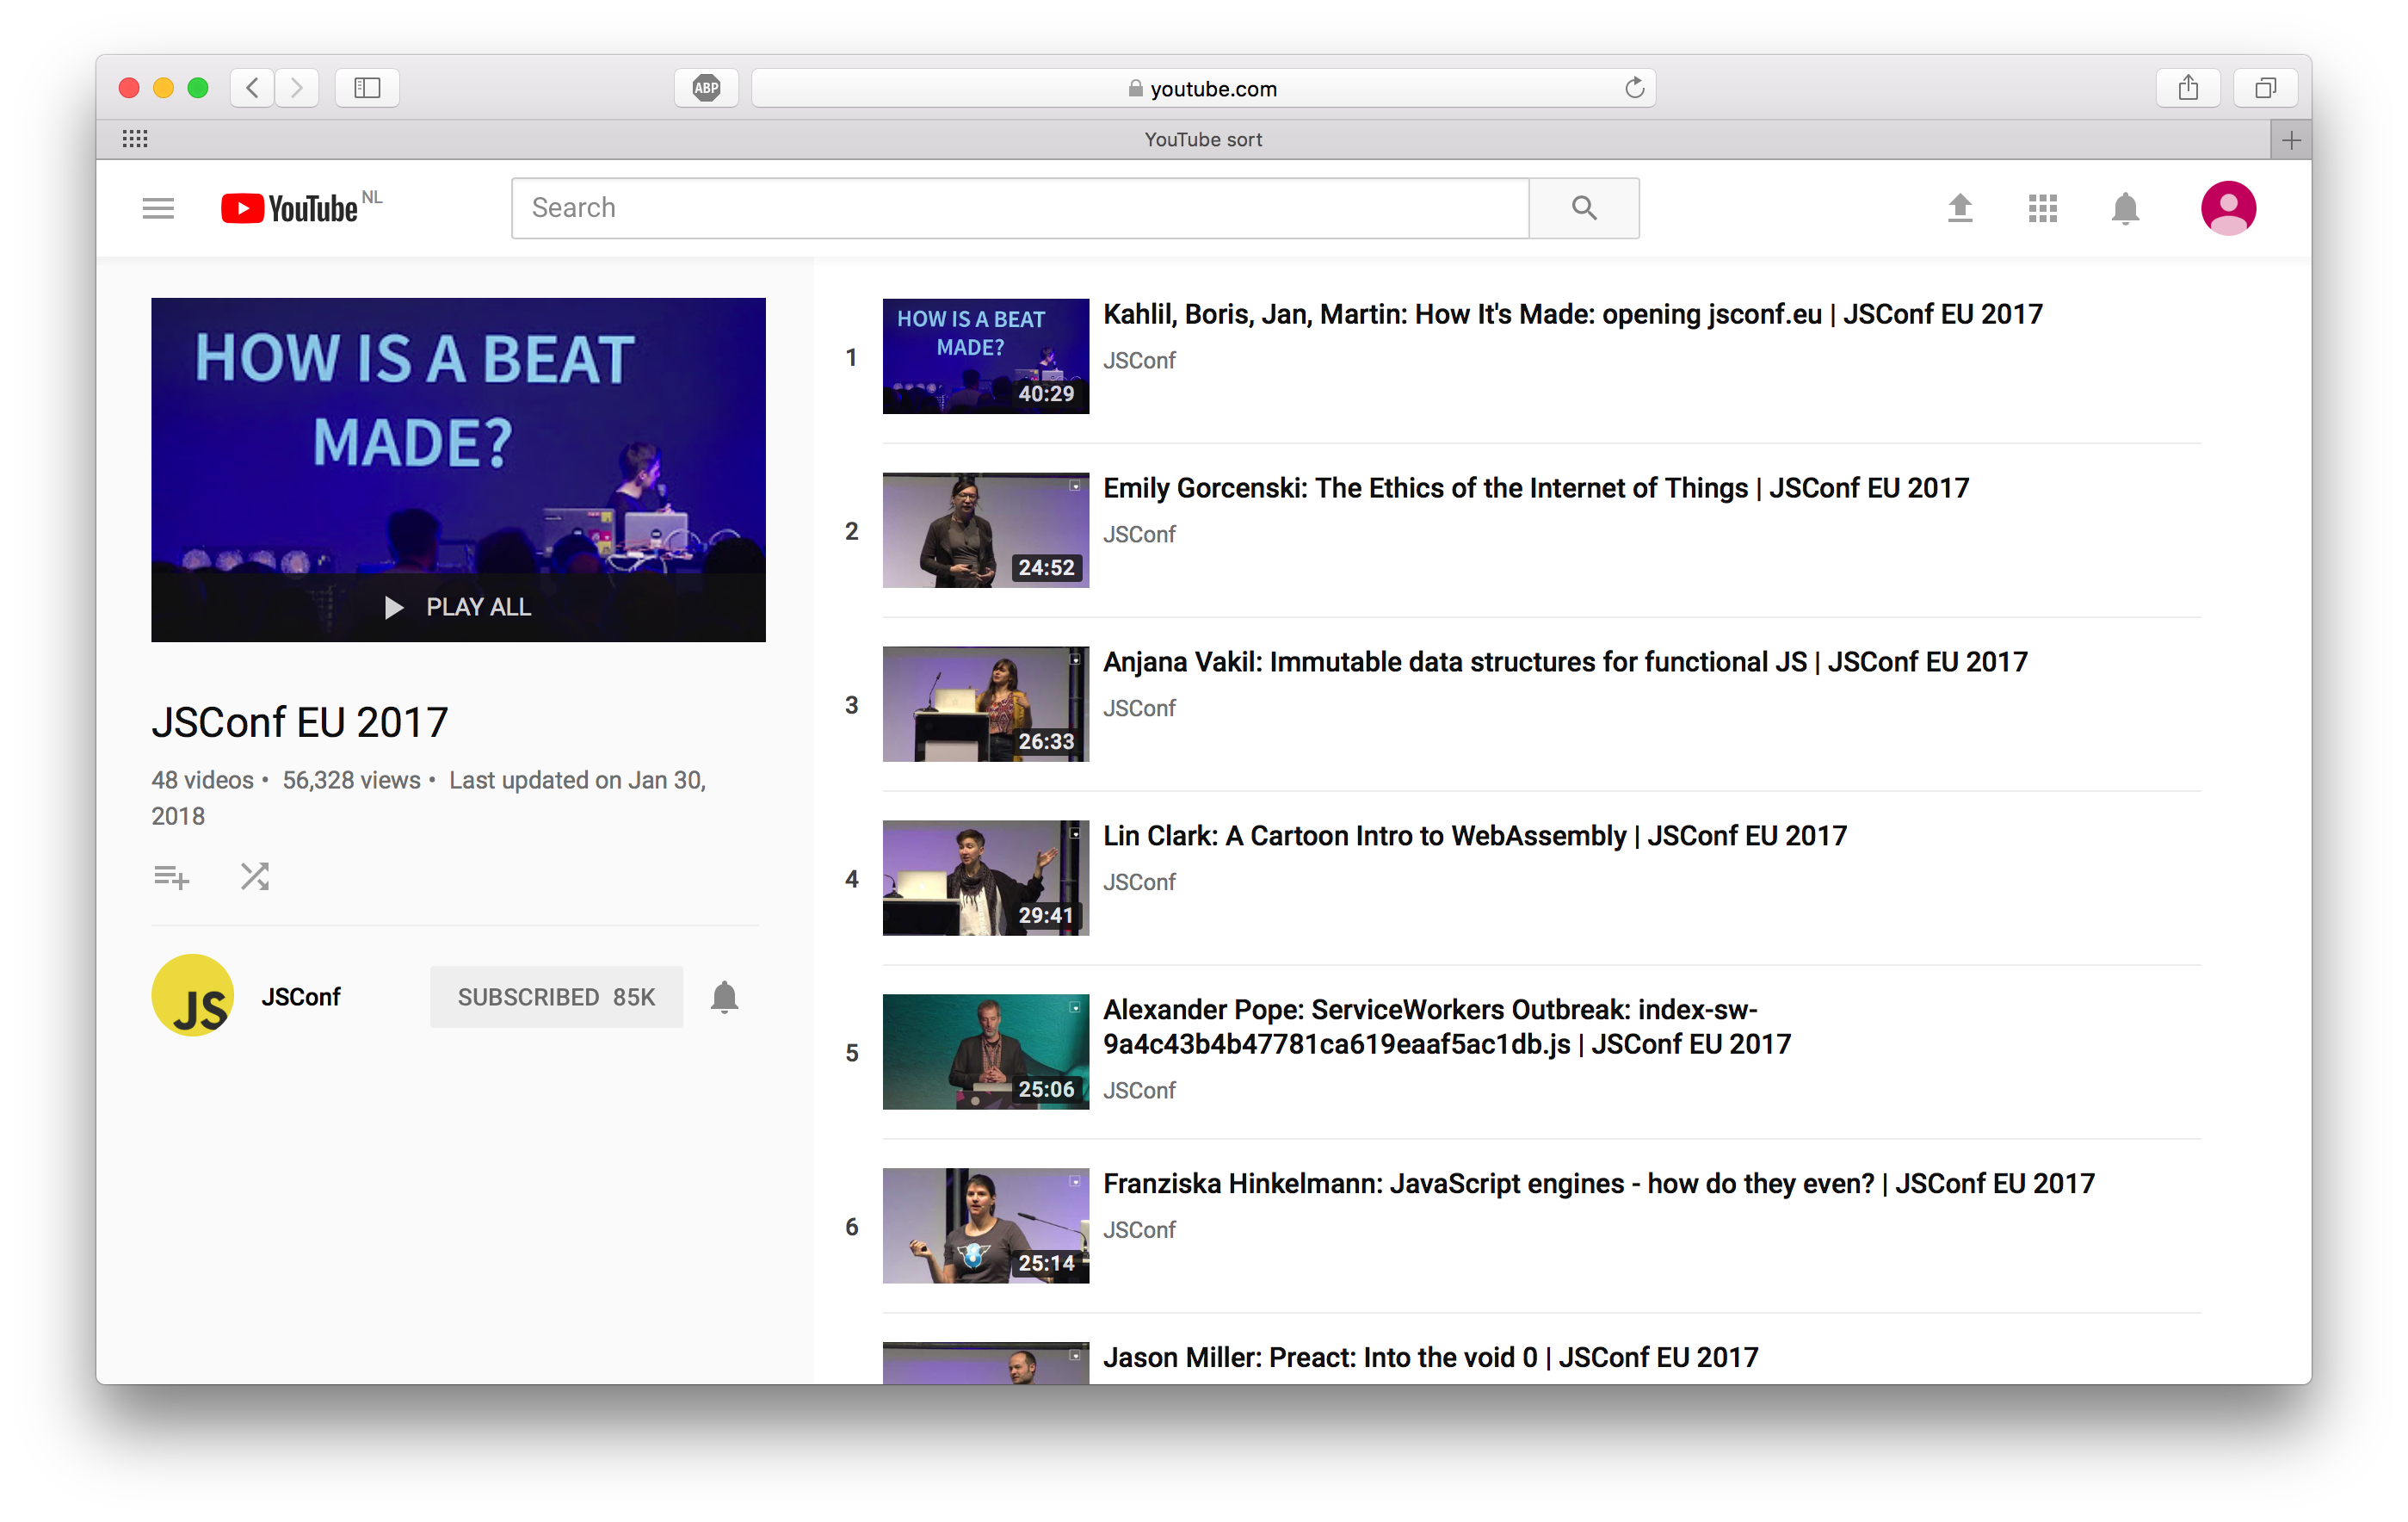 ABP
youtube.com
YouTube sort
YouTube NL
Search
HOW IS A BEAT
MADE?
PLAY ALL
JSConf EU 2017
48 videos • 56,328 views • Last updated on Jan 30,
2018
JS
JSConf
SUBSCRIBED 85K
1
HOW IS A BEAT
MADE?
40:29
Kahlil, Boris, Jan, Martin: How It's Made: opening jsconf.eu | JSConf EU 2017
JSConf
2
24:52
Emily Gorcenski: The Ethics of the Internet of Things | JSConf EU 2017
JSConf
3
26:33
Anjana Vakil: Immutable data structures for functional JS | JSConf EU 2017
JSConf
4
29:41
Lin Clark: A Cartoon Intro to WebAssembly | JSConf EU 2017
JSConf
5
25:06
Alexander Pope: ServiceWorkers Outbreak: index-sw-
9a4c43b4b47781ca619eaaf5ac1db.js | JSConf EU 2017
JSConf
6
25:14
Franziska Hinkelmann: JavaScript engines - how do they even? | JSConf EU 2017
JSConf
Jason Miller: Preact: Into the void 0 | JSConf EU 2017